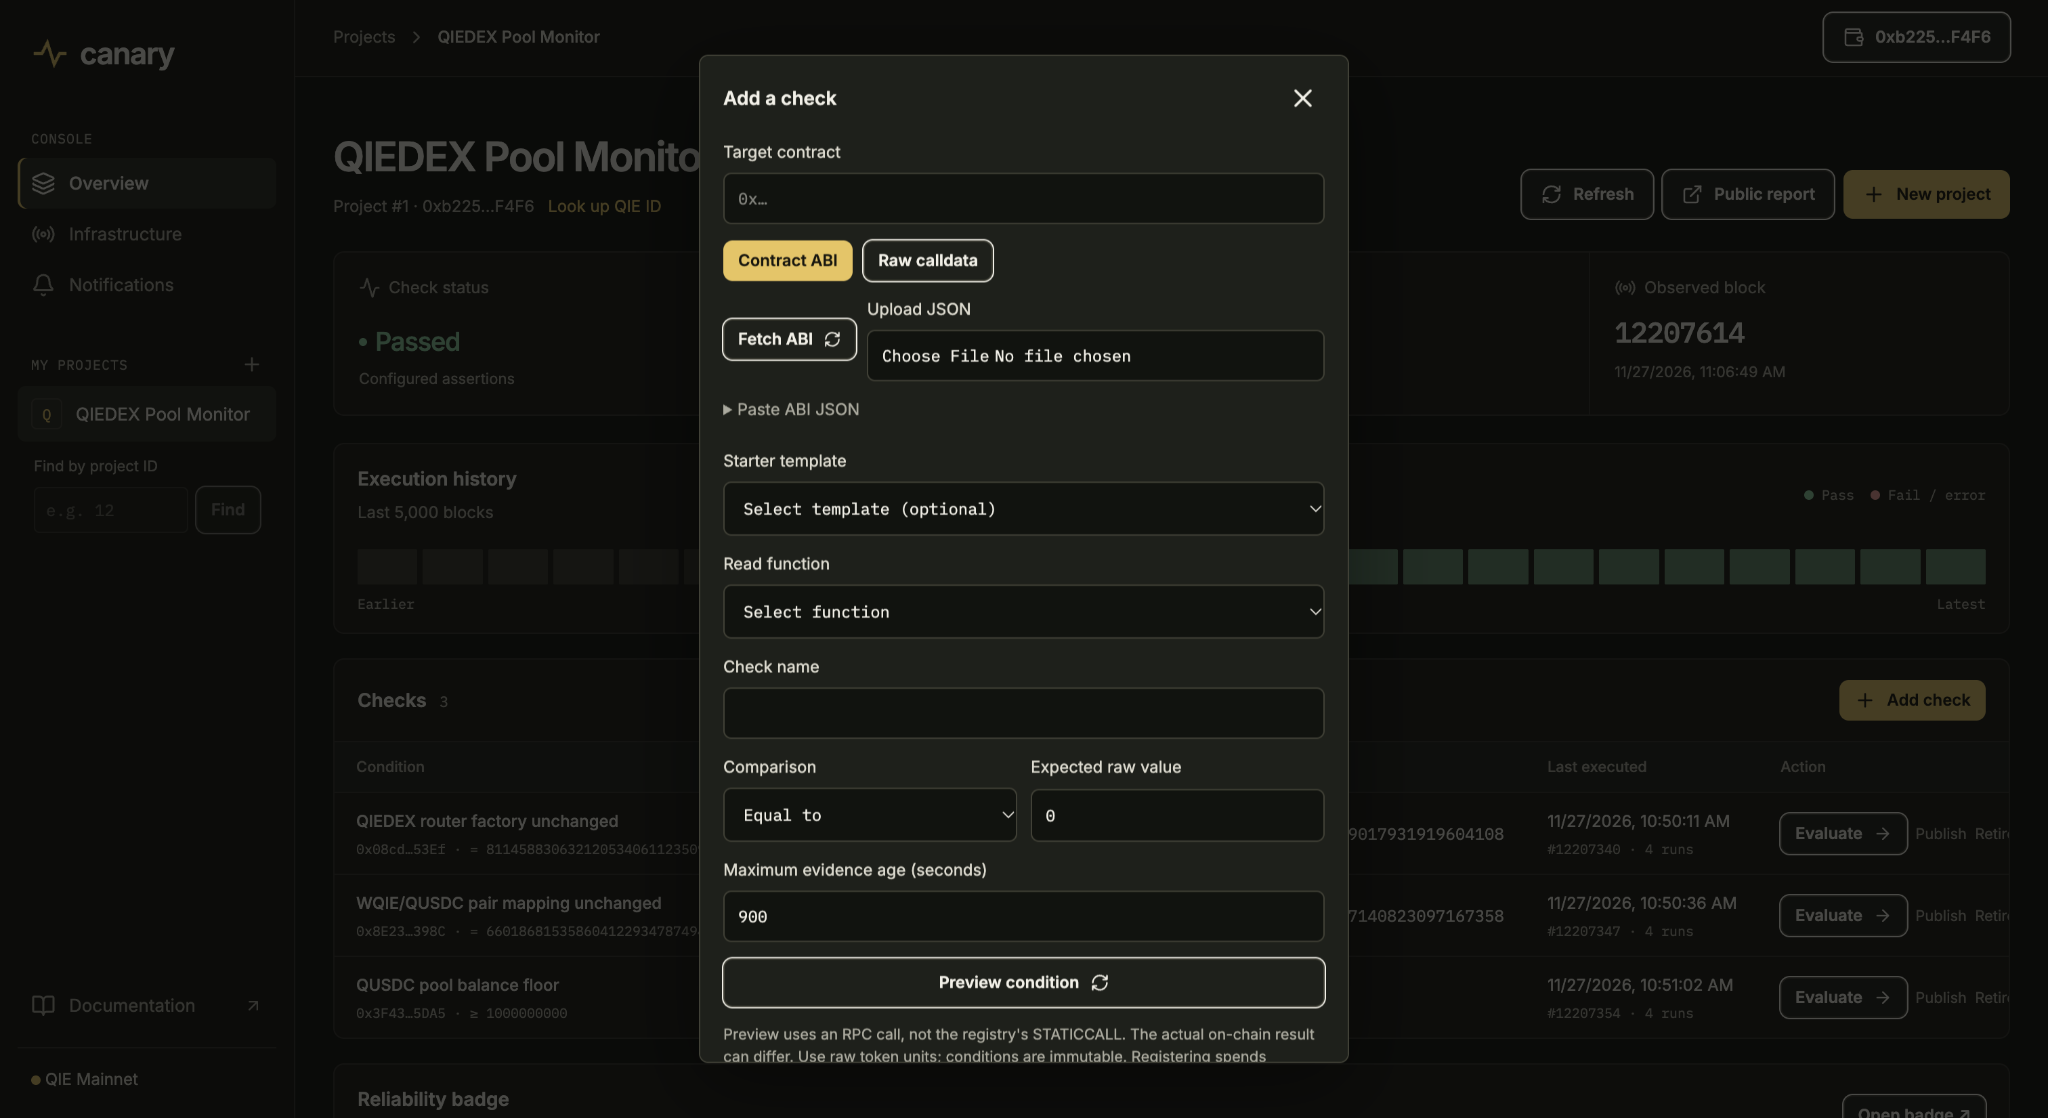 canary
Projects > QIEDEX Pool Monitor
0xb225...F4F6
CONSOLE
Overview
Infrastructure
Notifications
MY PROJECTS
Q QIEDEX Pool Monitor
Find by project ID
e.g. 12
Find
Documentation
QIE Mainnet
QIEDEX Pool Monito
Project #1 · 0xb225...F4F6 Look up QIE ID
Refresh
Public report
New project
Check status
Passed
Configured assertions
Observed block
12207614
11/27/2026, 11:06:49 AM
Execution history
Last 5,000 blocks
Pass Fail / error
Earlier
Latest
Checks 3
Add check
Condition
Last executed
Action
QIEDEX router factory unchanged
0x08cd…53Ef · = 81145883063212053406112350
9017931919604108
11/27/2026, 10:50:11 AM
#12207340 · 4 runs
Evaluate
Publish
WQIE/QUSDC pair mapping unchanged
0x8E23…398C · = 66018681535860412293478749
7140823097167358
11/27/2026, 10:50:36 AM
#12207347 · 4 runs
Evaluate
Publish
QUSDC pool balance floor
0x3F43…5DA5 · ≥ 1000000000
11/27/2026, 10:51:02 AM
#12207354 · 4 runs
Evaluate
Publish
Reliability badge
Open badge
Add a check
Target contract
0x…
Contract ABI
Raw calldata
Fetch ABI
Upload JSON
Choose File No file chosen
Paste ABI JSON
Starter template
Select template (optional)
Read function
Select function
Check name
Comparison
Expected raw value
Equal to
0
Maximum evidence age (seconds)
900
Preview condition
Preview uses an RPC call, not the registry's STATICCALL. The actual on-chain result
can differ. Use raw token units; conditions are immutable. Registering spends